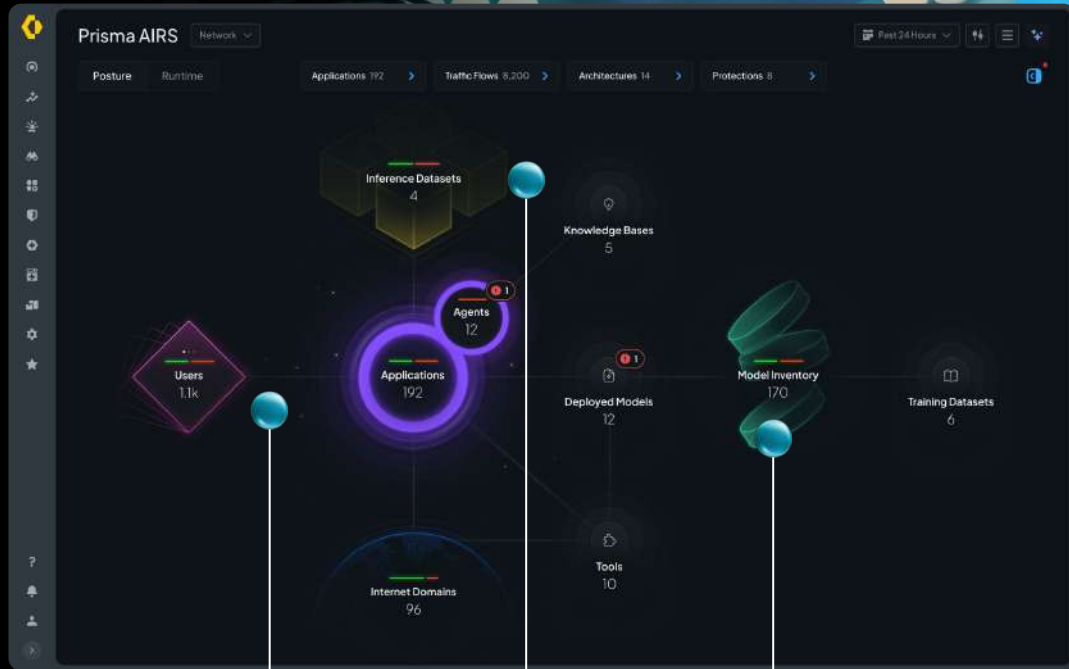 Prisma AIRS
Network
Past 24 Hours
Posture
Runtime
Applications 192
Traffic Flows 8,200
Architectures 14
Protections 8
Inference Datasets
4
Knowledge Bases
5
1
Agents
12
Users
1.1k
Applications
192
1
Deployed Models
12
Model Inventory
170
Training Datasets
6
Internet Domains
96
Tools
10
?